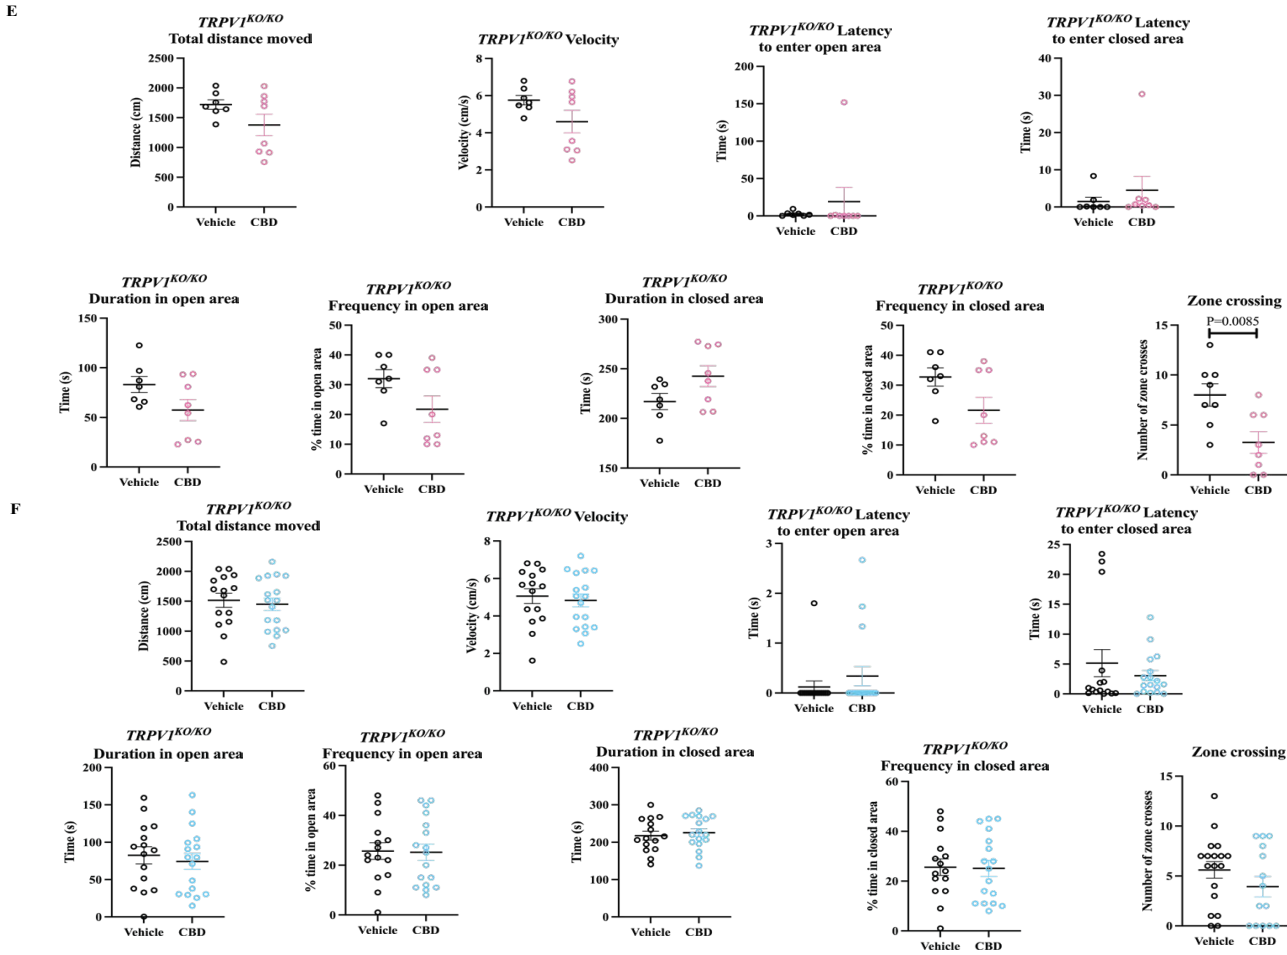 E
TRPV1KO/KO
Total distance moved
2500
2000
1500
1000
500
0
Distance (cm)
Vehicle CBD
TRPV1KO/KO Velocity
8
6
4
2
0
Velocity (cm/s)
Vehicle CBD
TRPV1KO/KO Latency
to enter open area
200
150
100
50
0
Time (s)
Vehicle CBD
TRPV1KO/KO Latency
to enter closed area
40
30
20
10
0
Time (s)
Vehicle CBD
TRPV1KO/KO
Duration in open area
150
100
50
0
Time (s)
Vehicle CBD
TRPV1KO/KO
Frequency in open area
50
40
30
20
10
0
% time in open area
Vehicle CBD
TRPV1KO/KO
Duration in closed area
300
250
200
150
Time (s)
Vehicle CBD
TRPV1KO/KO
Frequency in closed area
50
40
30
20
10
0
% time in closed area
Vehicle CBD
Zone crossing
P=0.0085
15
10
5
0
Number of zone crosses
Vehicle CBD
F
TRPV1KO/KO
Total distance moved
2500
2000
1500
1000
500
0
Distance (cm)
Vehicle CBD
TRPV1KO/KO Velocity
8
6
4
2
0
Velocity (cm/s)
Vehicle CBD
TRPV1KO/KO Latency
to enter open area
3
2
1
0
Time (s)
Vehicle CBD
TRPV1KO/KO Latency
to enter closed area
25
20
15
10
5
0
Time (s)
Vehicle CBD
TRPV1KO/KO
Duration in open area
200
150
100
50
0
Time (s)
Vehicle CBD
TRPV1KO/KO
Frequency in open area
60
40
20
0
% time in open area
Vehicle CBD
TRPV1KO/KO
Duration in closed area
400
300
200
100
0
Time (s)
Vehicle CBD
TRPV1KO/KO
Frequency in closed area
60
40
20
0
% time in closed area
Vehicle CBD
Zone crossing
15
10
5
0
Number of zone crosses
Vehicle CBD